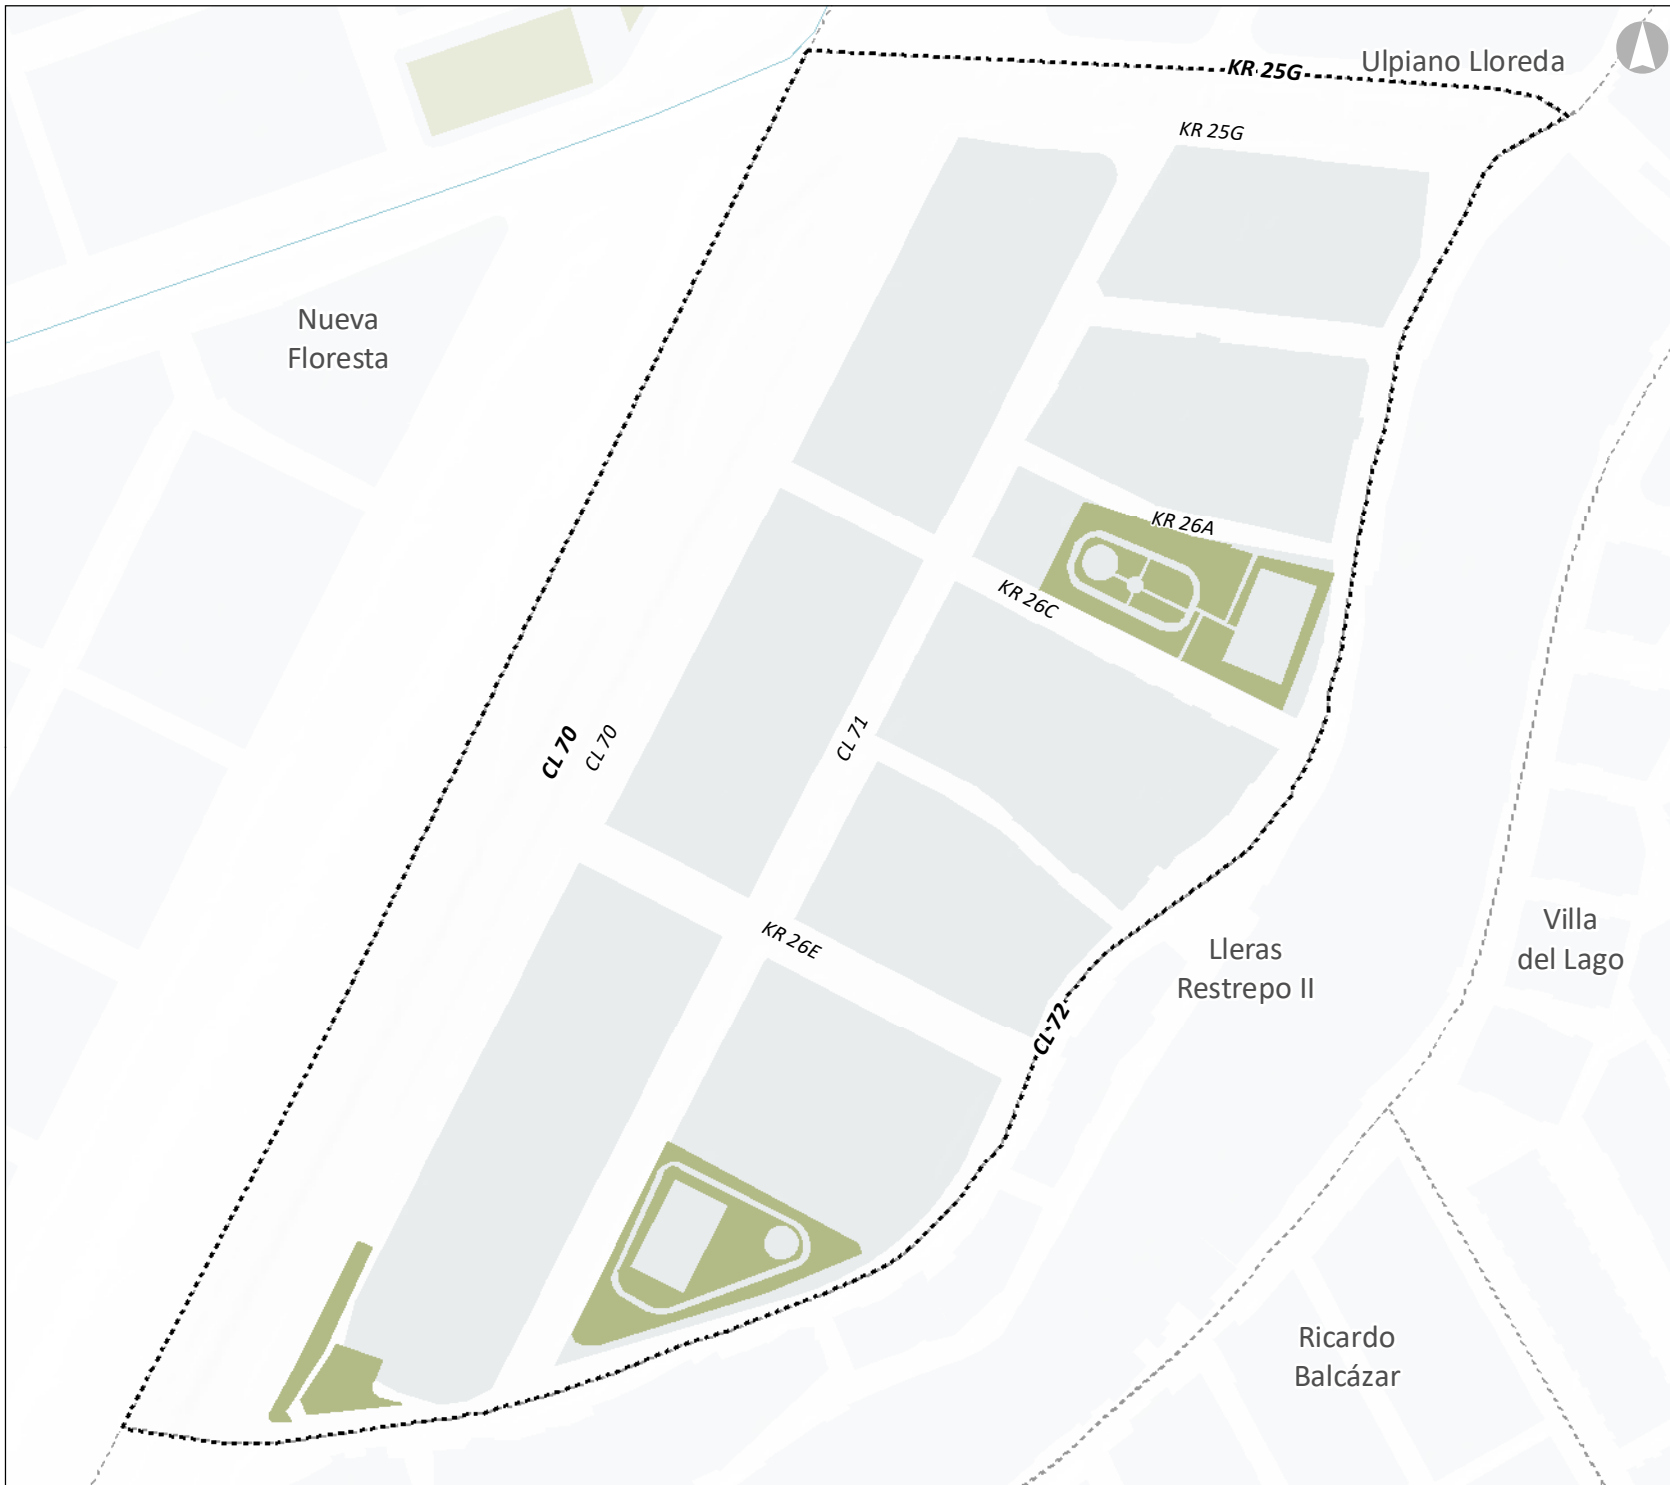 Ulpiano Lloreda
KR 25G
KR 25G
Nueva
Floresta
KR 26A
KR 26C
CL 70
CL 70
CL 71
KR 26E
Villa
del Lago
Lleras
Restrepo II
CL 72
Ricardo
Balcázar